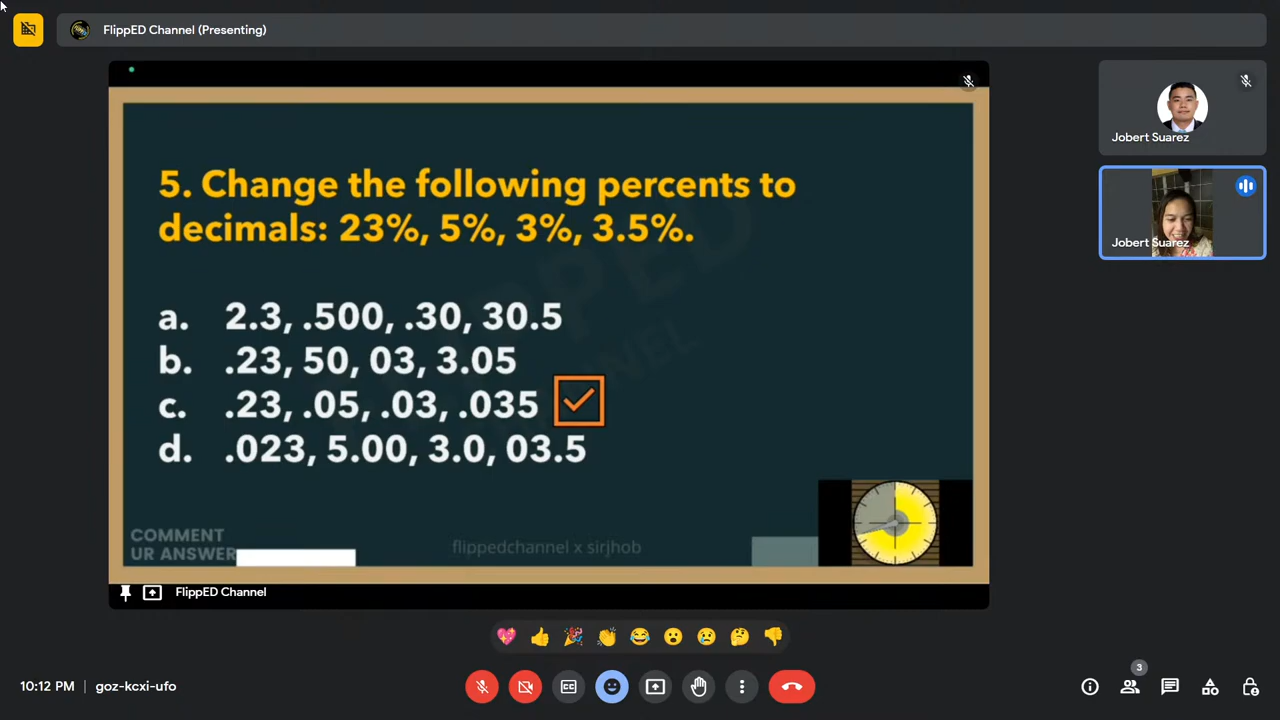 FlippED Channel (Presenting)
5. Change the following percents to
decimals: 23%, 5%, 3%, 3.5%.
a. 2.3, .500, .30, 30.5
b. .23, 50, 03, 3.05
c. .23, .05, .03, .035
d. .023, 5.00, 3.0, 03.5
COMMENT
UR ANSWER
flippedchannel x sirjhob
FlippED Channel
Jobert Suarez
Jobert Suarez
10:12 PM | goz-kcxi-ufo
3